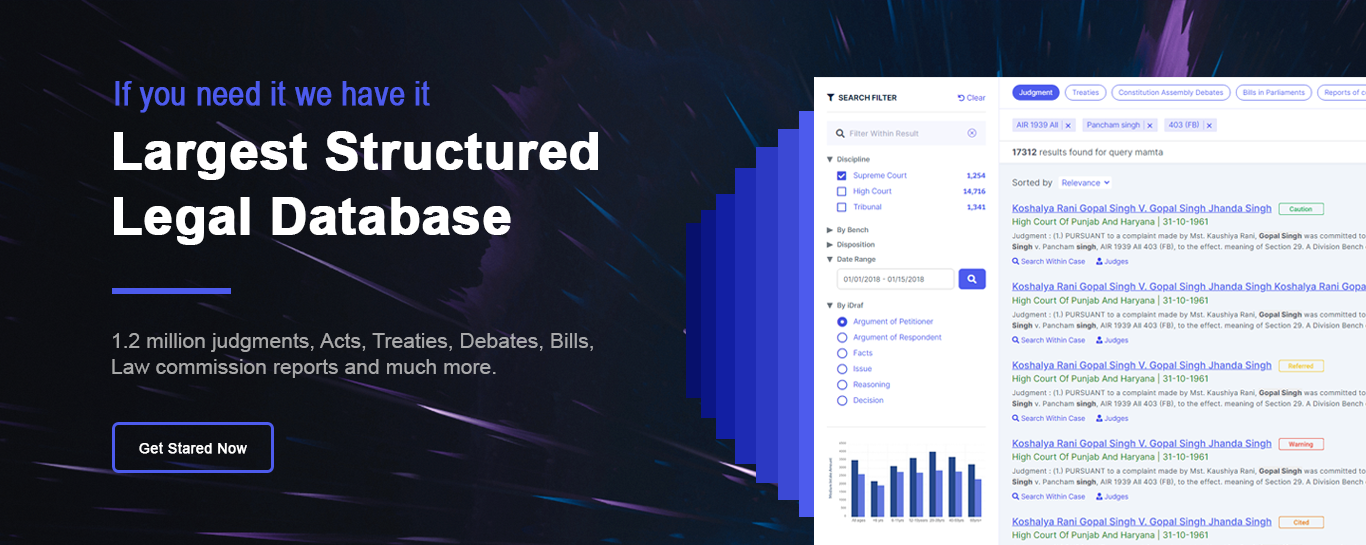 If you need it we have it
Largest Structured
Legal Database
1.2 million judgments, Acts, Treaties, Debates, Bills,
Law commission reports and much more.
Get Stared Now
SEARCH FILTER
Clear
Filter Within Result
Discipline
Supreme Court 1,254
High Court 14,716
Tribunal 1,341
By Bench
Disposition
Date Range
01/01/2018 - 01/15/2018
By iDraf
Argument of Petitioner
Argument of Respondent
Facts
Issue
Reasoning
Decision
Judgment Treaties Constitution Assembly Debates Bills in Parliaments Reports of c
AIR 1939 All x Pancham singh x 403 (FB) x
17312 results found for query mamta
Sorted by Relevance
Koshalya Rani Gopal Singh V. Gopal Singh Jhanda Singh Caution
High Court Of Punjab And Haryana | 31-10-1961
Judgment : (1.) PURSUANT to a complaint made by Mst. Kaushiya Rani, Gopal Singh was committed to
Singh v. Pancham singh, AIR 1939 All 403 (FB), to the effect. meaning of Section 29. A Division Bench
Search Within Case Judges
Koshalya Rani Gopal Singh V. Gopal Singh Jhanda Singh Koshalya Rani Gopa
High Court Of Punjab And Haryana | 31-10-1961
Judgment : (1.) PURSUANT to a complaint made by Mst. Kaushiya Rani, Gopal Singh was committed to
Singh v. Pancham singh, AIR 1939 All 403 (FB), to the effect. meaning of Section 29. A Division Bench
Search Within Case Judges
Koshalya Rani Gopal Singh V. Gopal Singh Jhanda Singh Referred
High Court Of Punjab And Haryana | 31-10-1961
Judgment : (1.) PURSUANT to a complaint made by Mst. Kaushiya Rani, Gopal Singh was committed to
Singh v. Pancham singh, AIR 1939 All 403 (FB), to the effect. meaning of Section 29. A Division Bench
Search Within Case Judges
Koshalya Rani Gopal Singh V. Gopal Singh Jhanda Singh Warning
High Court Of Punjab And Haryana | 31-10-1961
Judgment : (1.) PURSUANT to a complaint made by Mst. Kaushiya Rani, Gopal Singh was committed to
Singh v. Pancham singh, AIR 1939 All 403 (FB), to the effect. meaning of Section 29. A Division Bench
Search Within Case Judges
Koshalya Rani Gopal Singh V. Gopal Singh Jhanda Singh Cited
High Court Of Punjab And Haryana | 31-10-1961